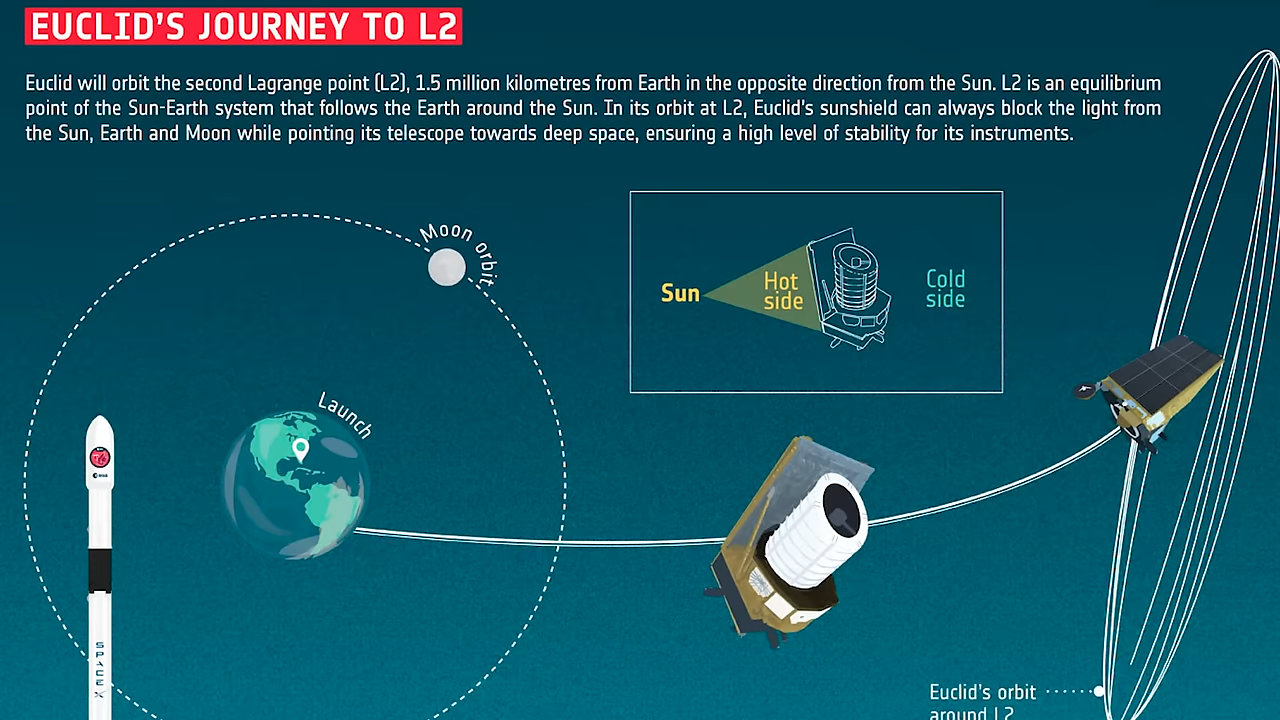 EUCLID'S JOURNEY TO L2
Euclid will orbit the second Lagrange point (L2), 1.5 million kilometres from Earth in the opposite direction from the Sun. L2 is an equilibrium
point of the Sun-Earth system that follows the Earth around the Sun. In its orbit at L2, Euclid's sunshield can always block the light from
the Sun, Earth and Moon while pointing its telescope towards deep space, ensuring a high level of stability for its instruments.
Moon orbit
Sun
Hot
side
Cold
side
Launch
esa
SPACEX
Euclid's orbit
around L2